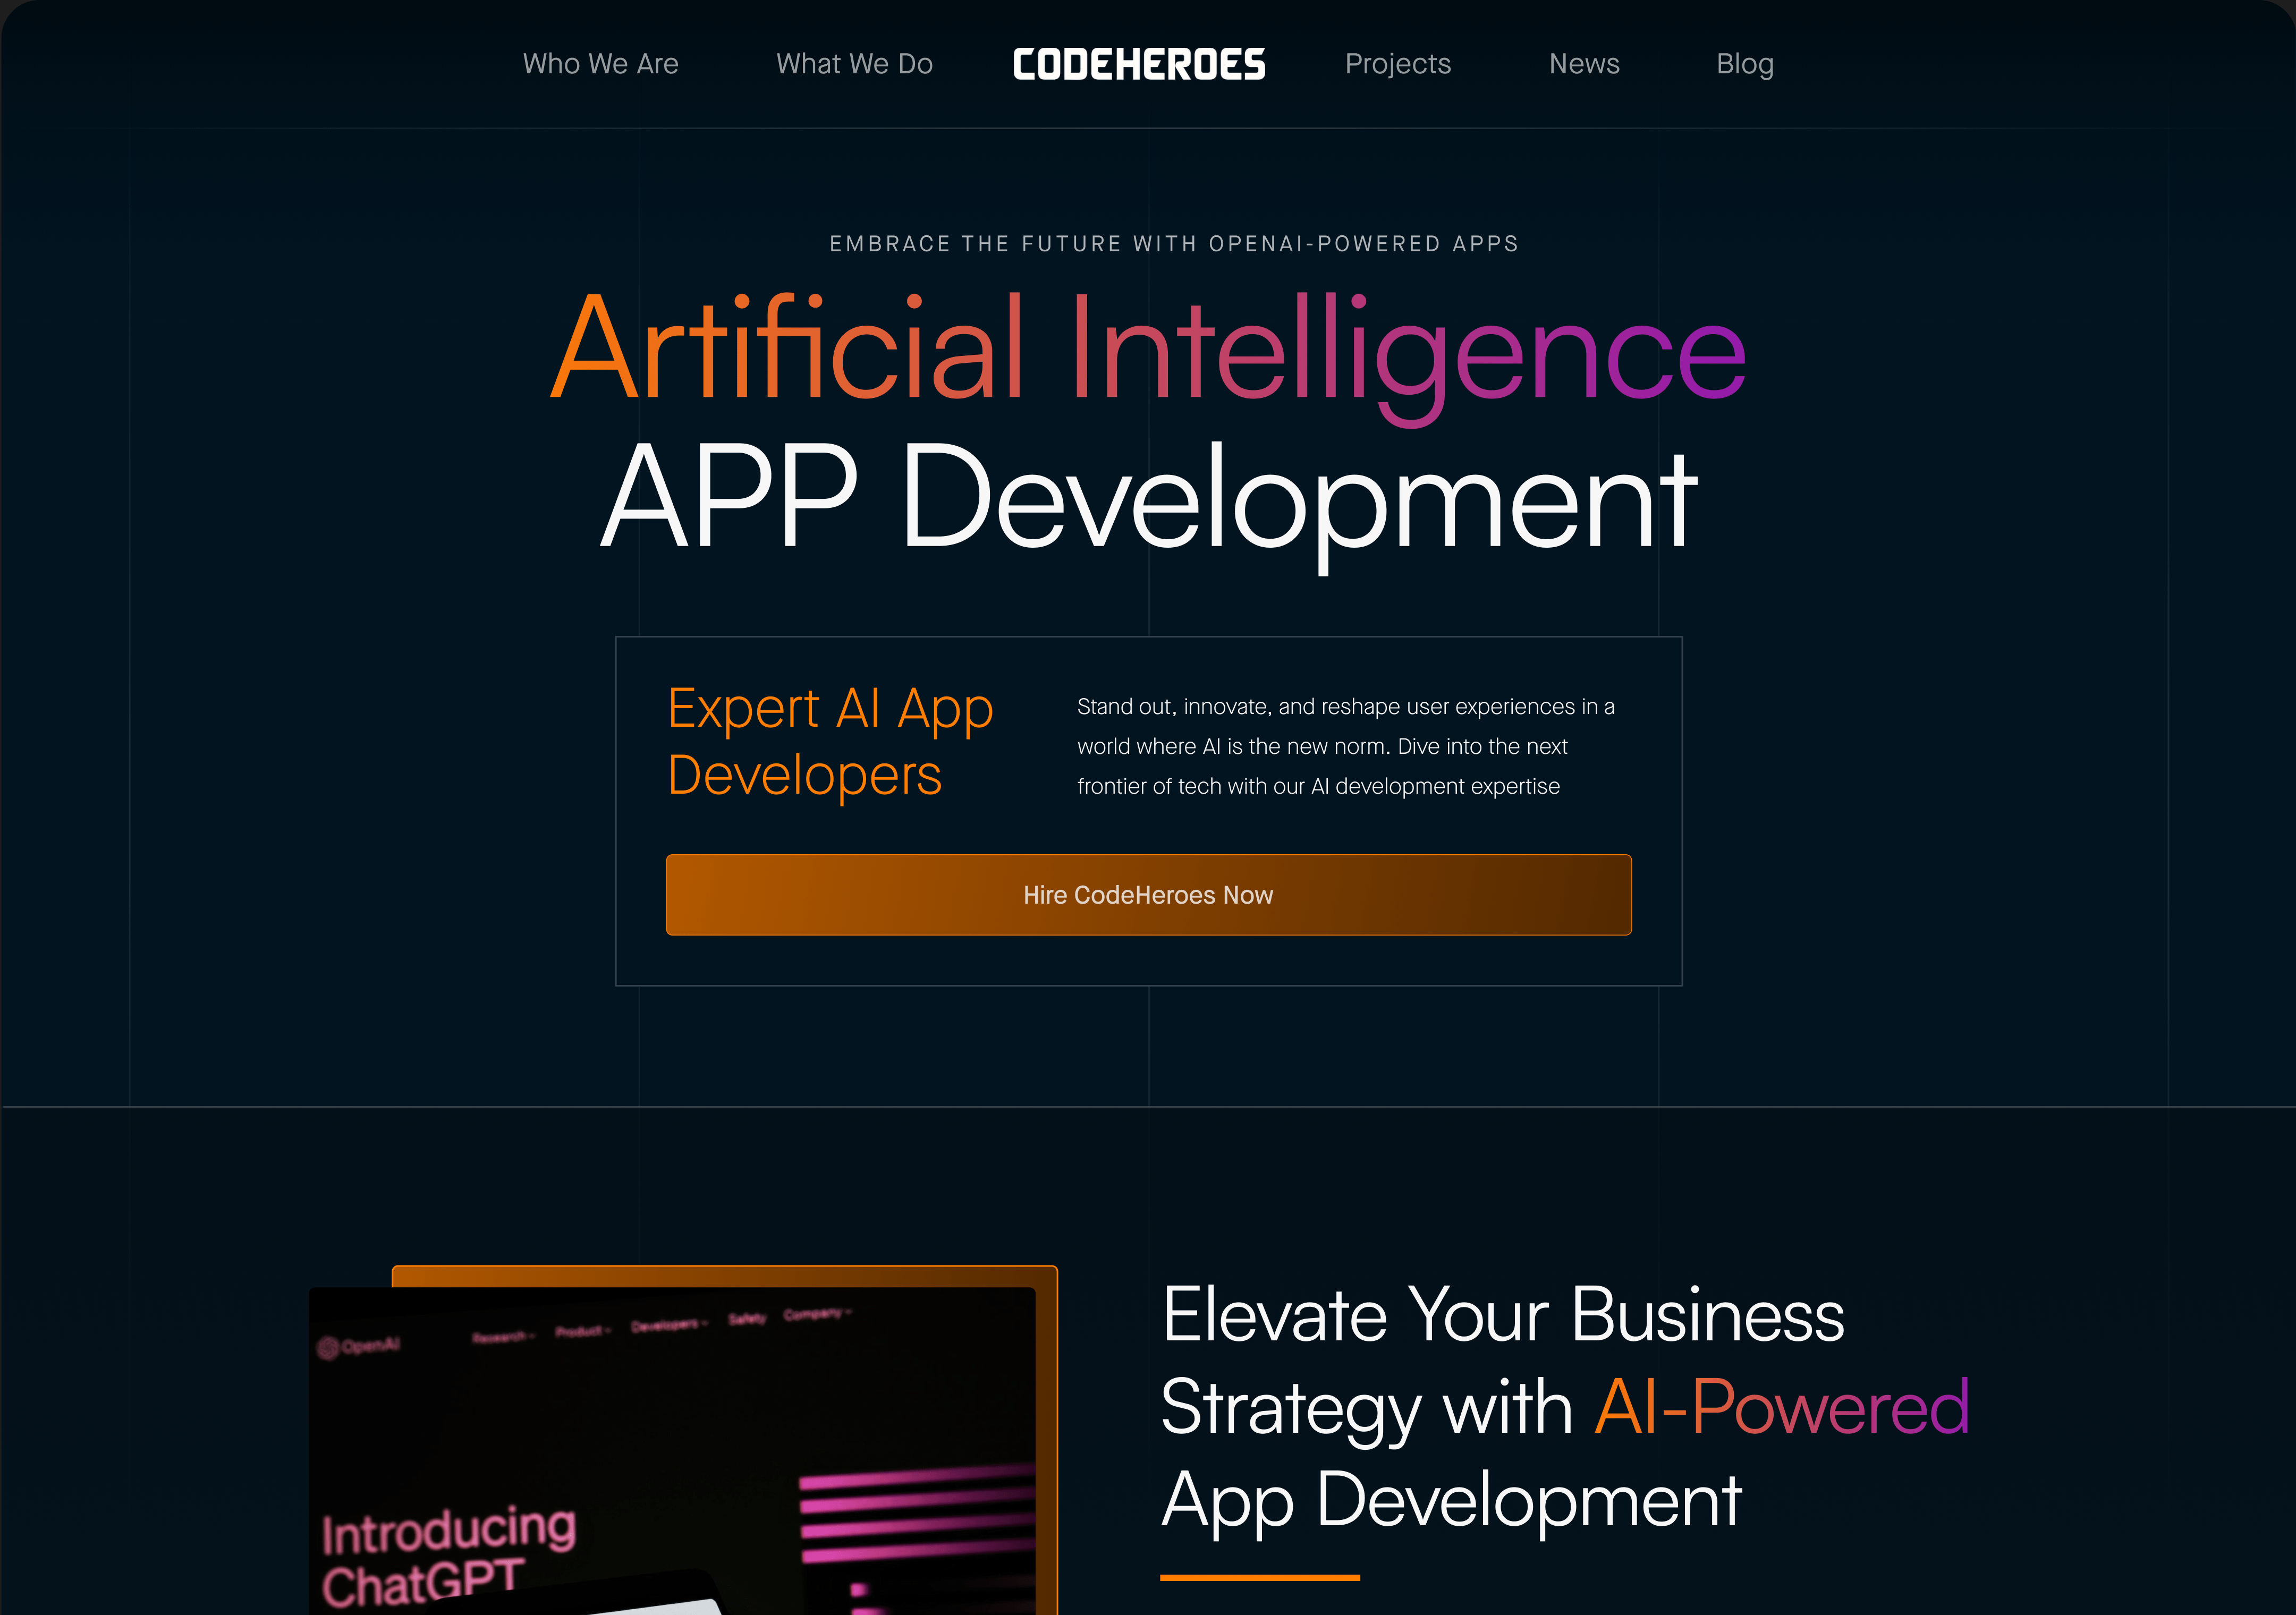 Who We Are
What We Do
CODEHEROES
Projects
News
Blog
EMBRACE THE FUTURE WITH OPENAI-POWERED APPS
Artificial Intelligence
APP Development
Expert AI App
Developers
Stand out, innovate, and reshape user experiences in a
world where AI is the new norm. Dive into the next
frontier of tech with our AI development expertise
Hire CodeHeroes Now
OpenAI
Research
Product
Developers
Safety
Company
Introducing
ChatGPT
Elevate Your Business
Strategy with AI-Powered
App Development